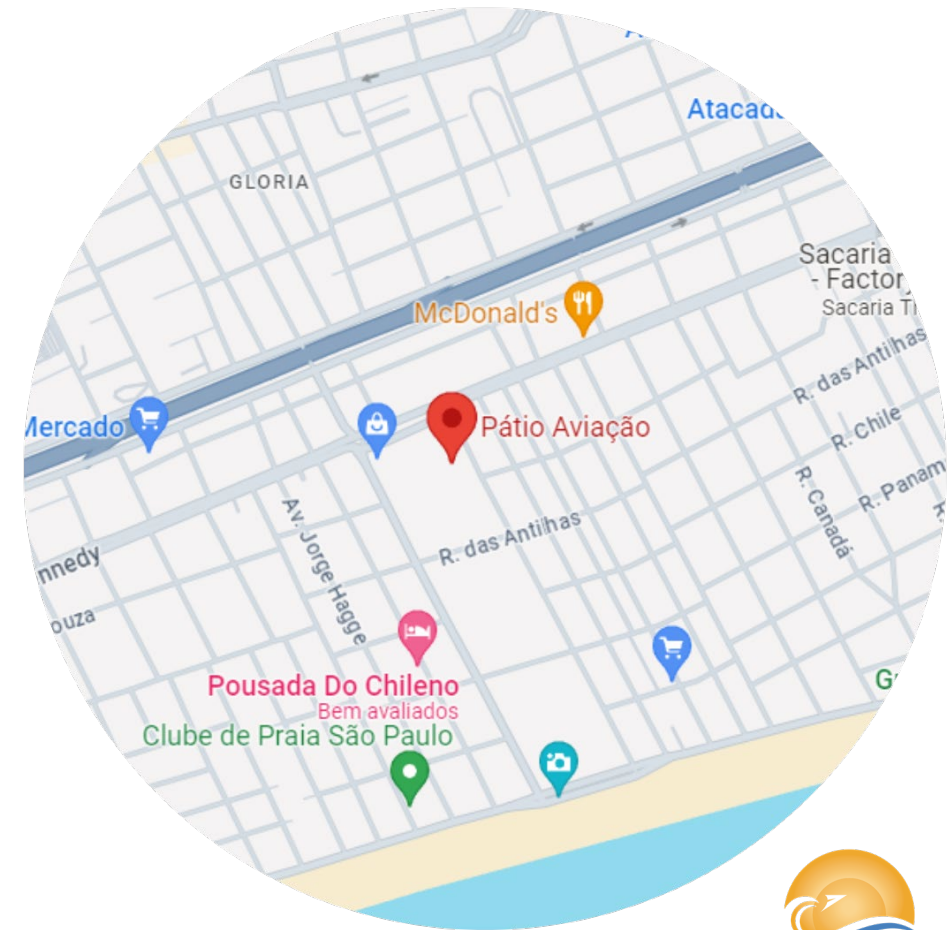 Atacad
GLORIA
Sacaria
- Factory
Sacaria T
McDonald's
R. das Antilhas
Mercado
Pátio Aviação
R. Chile
R. Panam
R. Canadá
Av. Jorge Hagge
R. das Antilhas
nnedy
ouza
Pousada Do Chileno
Bem avaliados
G
Clube de Praia São Paulo